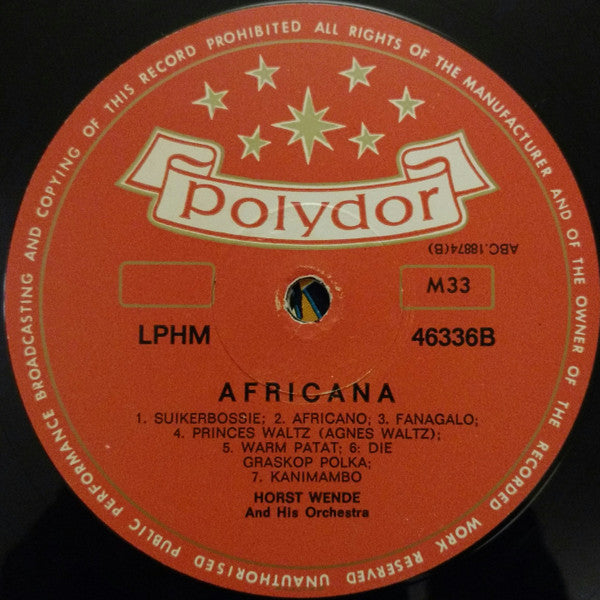 UNAUTHORISED PUBLIC PERFORMANCE BROADCASTING AND COPYING OF THIS RECORD PROHIBITED ALL RIGHTS OF THE MANUFACTURER AND OF THE OWNER OF THE RECORDED WORK RESERVED
polydor
ABC.18874(B)
M33
LPHM 46336B
AFRICANA
1. SUIKERBOSSIE; 2. AFRICANO; 3. FANAGALO;
4. PRINCES WALTZ (AGNES WALTZ);
5. WARM PATAT; 6: DIE
GRASKOP POLKA;
7. KANIMAMBO
HORST WENDE
And His Orchestra